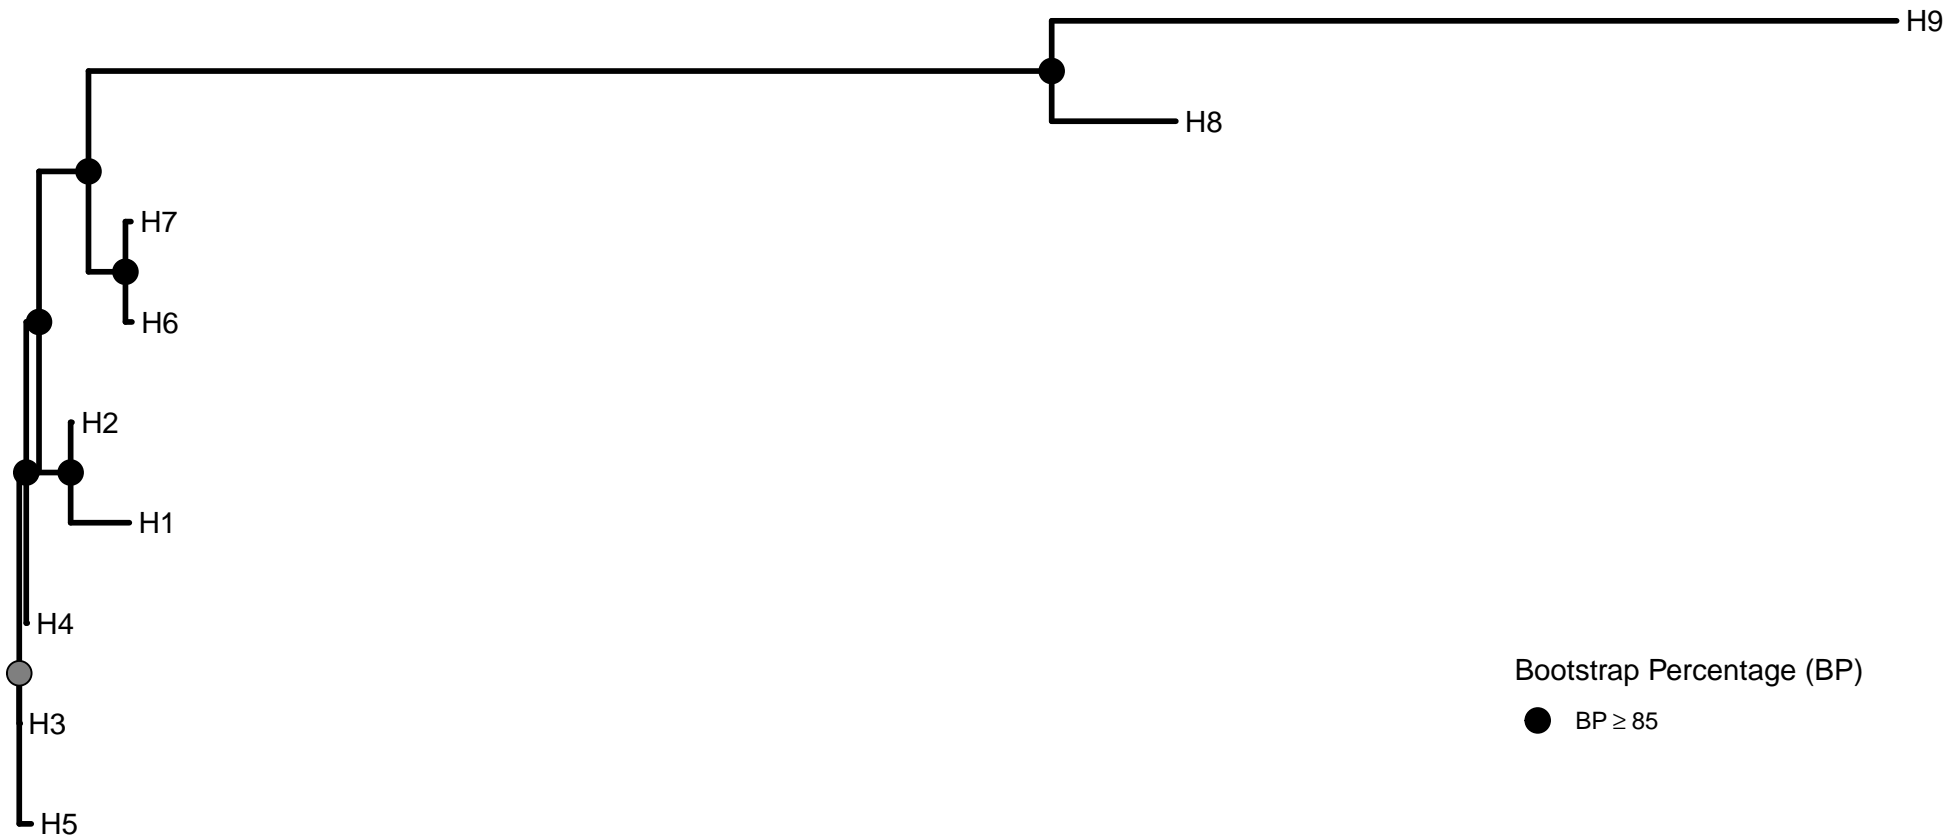 H9
H8
H7
H6
H2
H1
H4
Bootstrap Percentage (BP)
H3
BP ≥ 85
H5